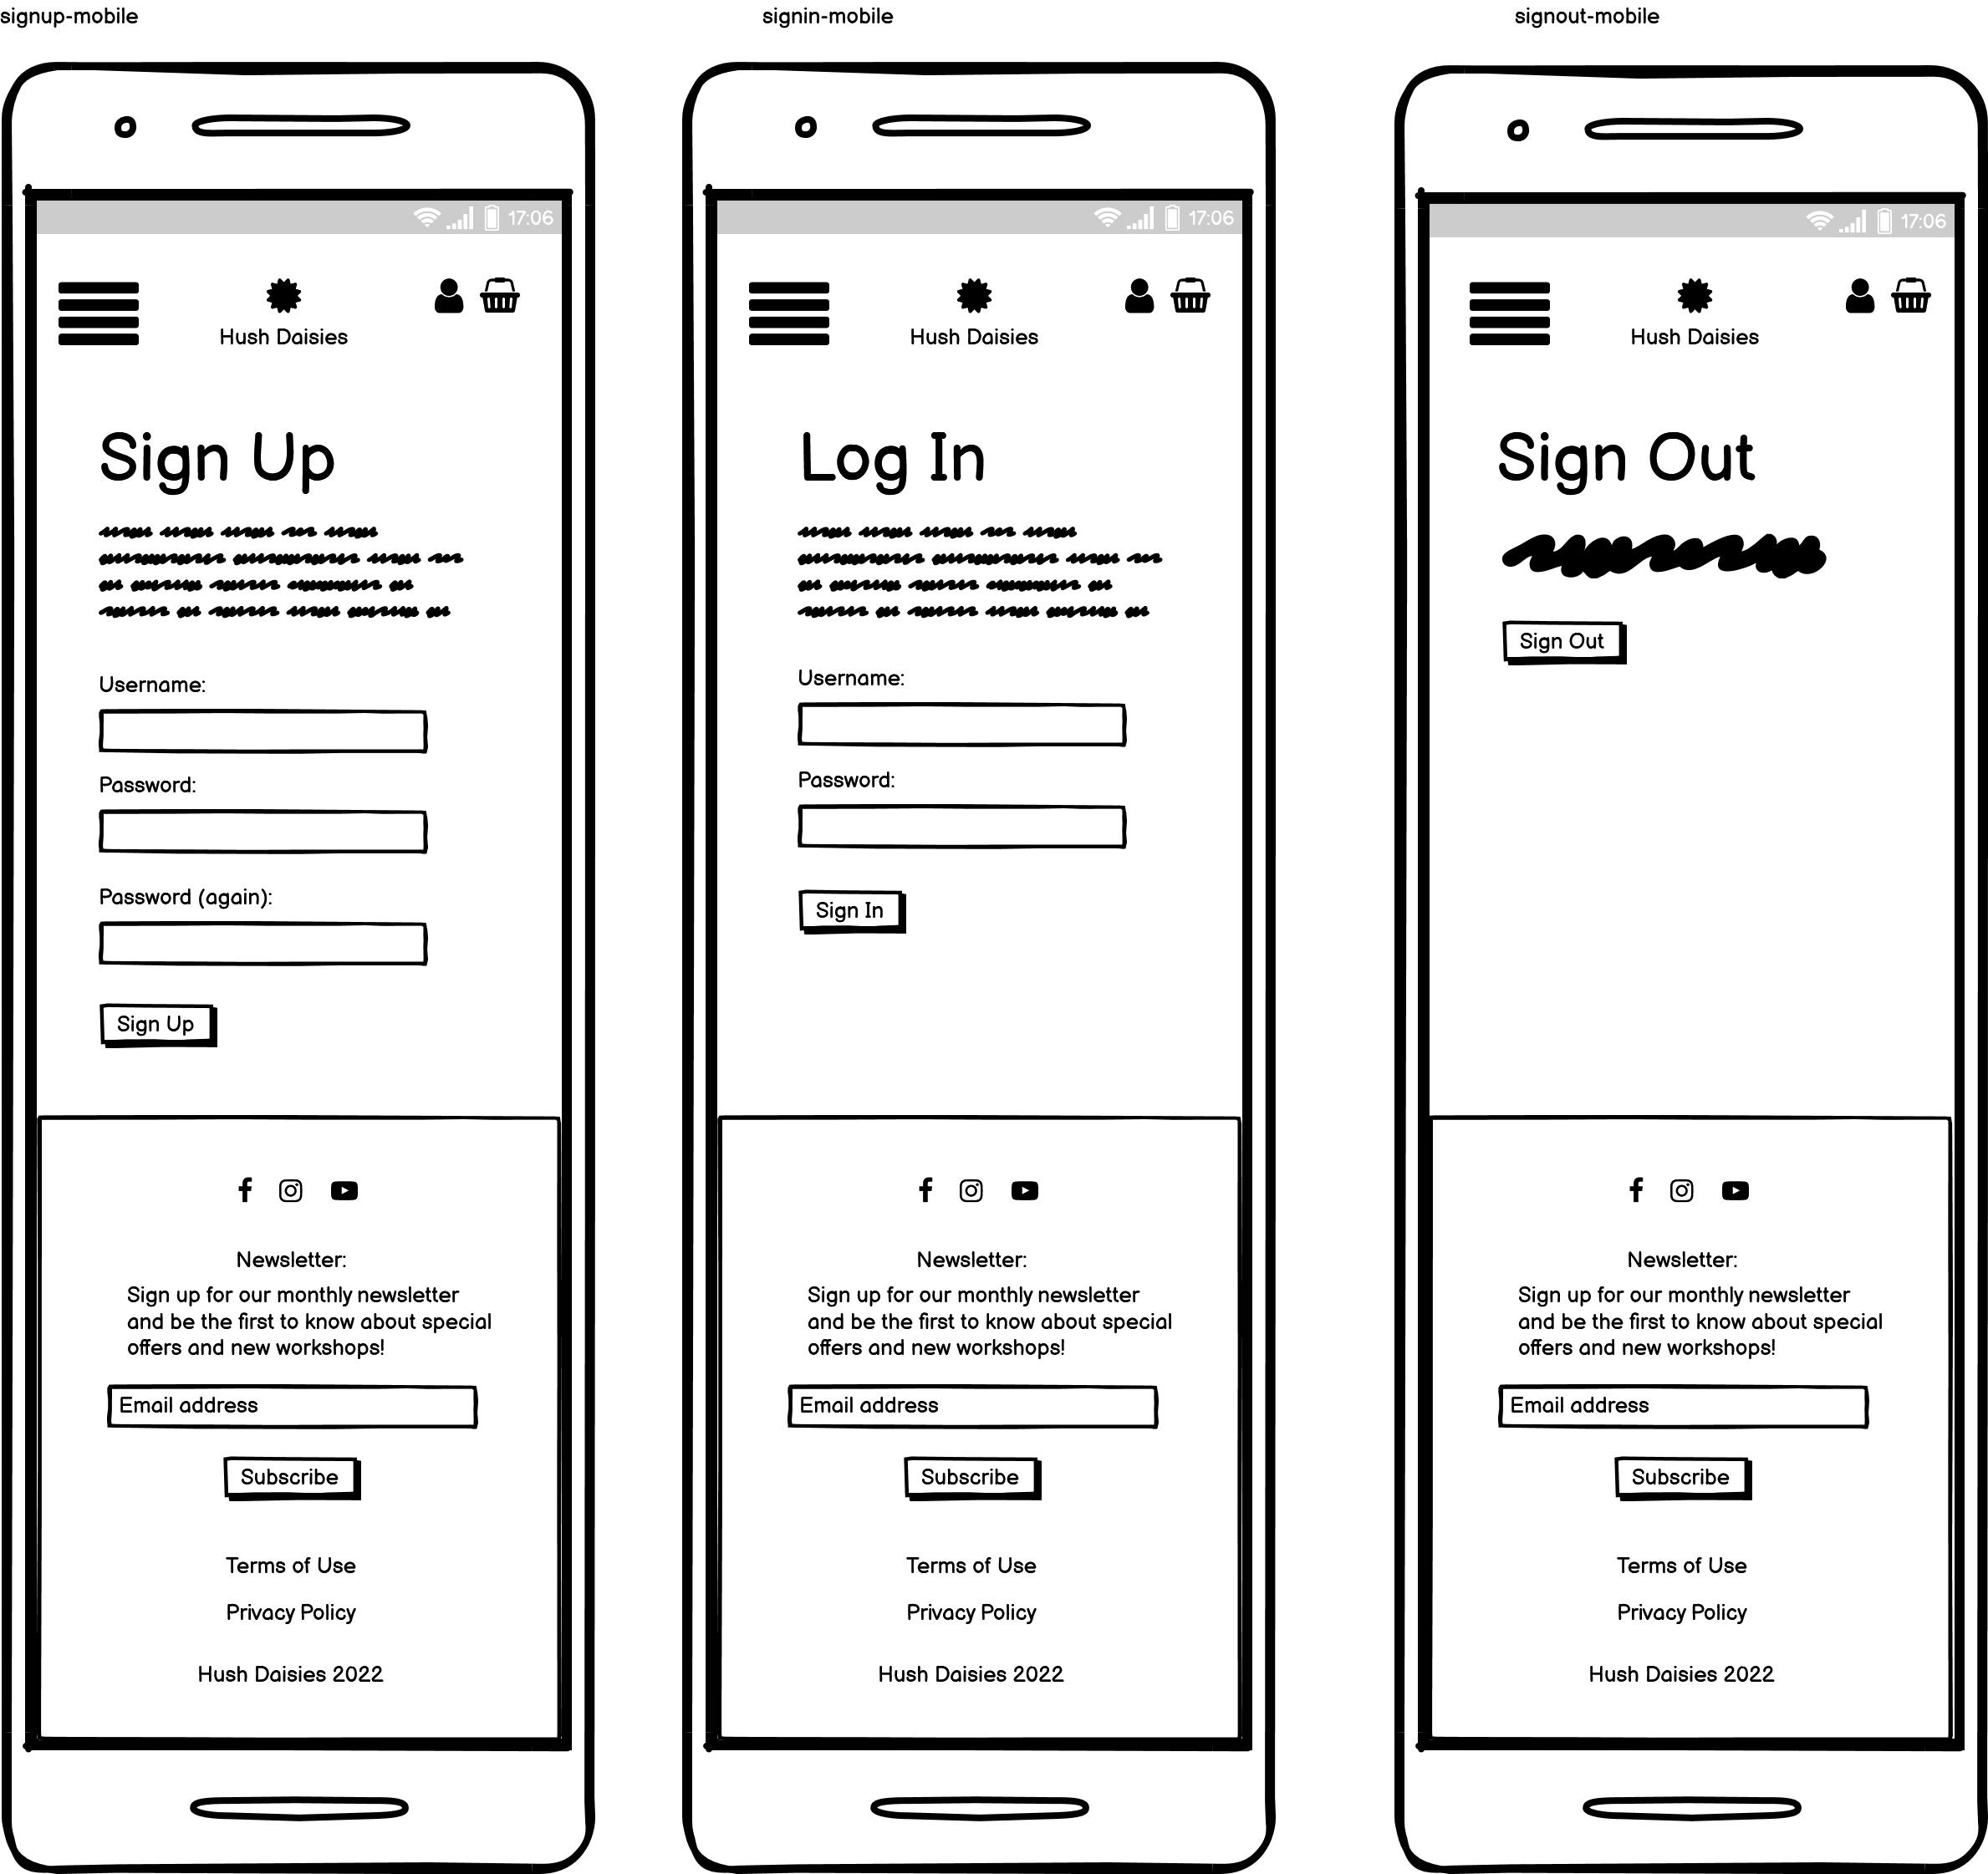 signup-mobile
17:06
Hush Daisies
Sign Up
Username:
Password:
Password (again):
Sign Up
Newsletter:
Sign up for our monthly newsletter
and be the first to know about special
offers and new workshops!
Email address
Subscribe
Terms of Use
Privacy Policy
Hush Daisies 2022
signin-mobile
17:06
Hush Daisies
Log In
Username:
Password:
Sign In
Newsletter:
Sign up for our monthly newsletter
and be the first to know about special
offers and new workshops!
Email address
Subscribe
Terms of Use
Privacy Policy
Hush Daisies 2022
signout-mobile
17:06
Hush Daisies
Sign Out
Sign Out
Newsletter:
Sign up for our monthly newsletter
and be the first to know about special
offers and new workshops!
Email address
Subscribe
Terms of Use
Privacy Policy
Hush Daisies 2022